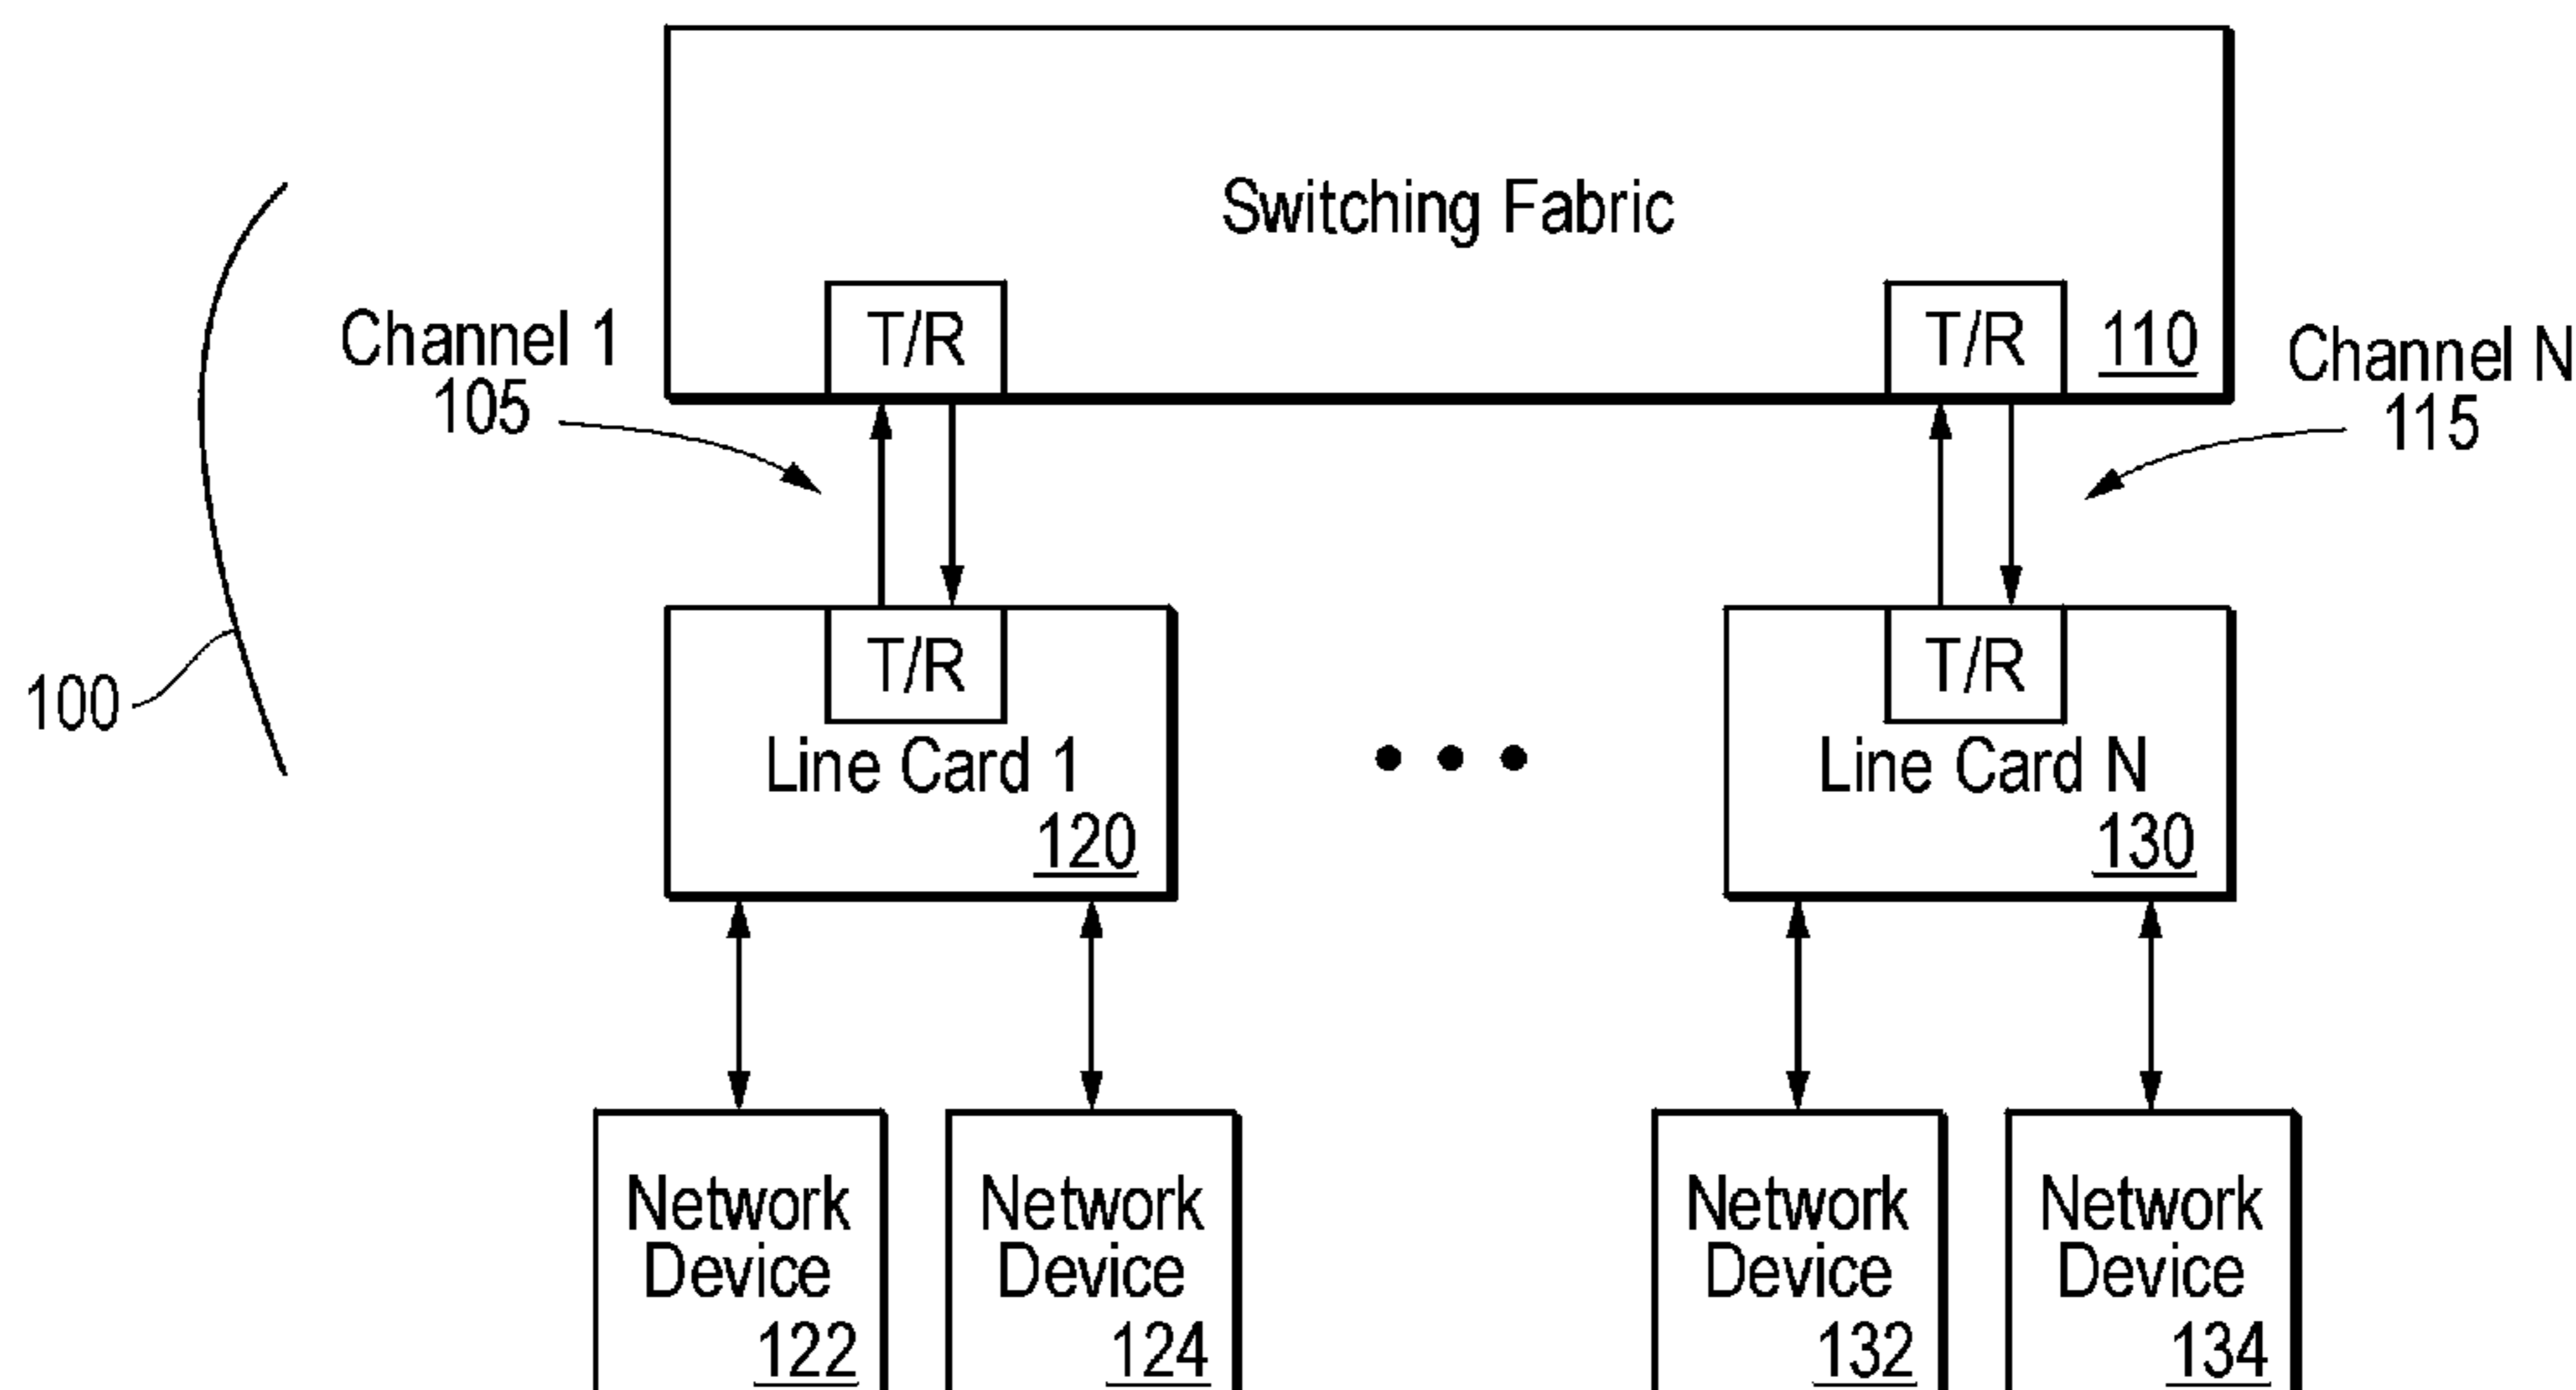 Switching Fabric
Channel 1
105
T/R
T/R
110
Channel N
115
100
T/R
T/R
Line Card 1
120
Line Card N
130
Network
Device
122
Network
Device
124
Network
Device
132
Network
Device
134